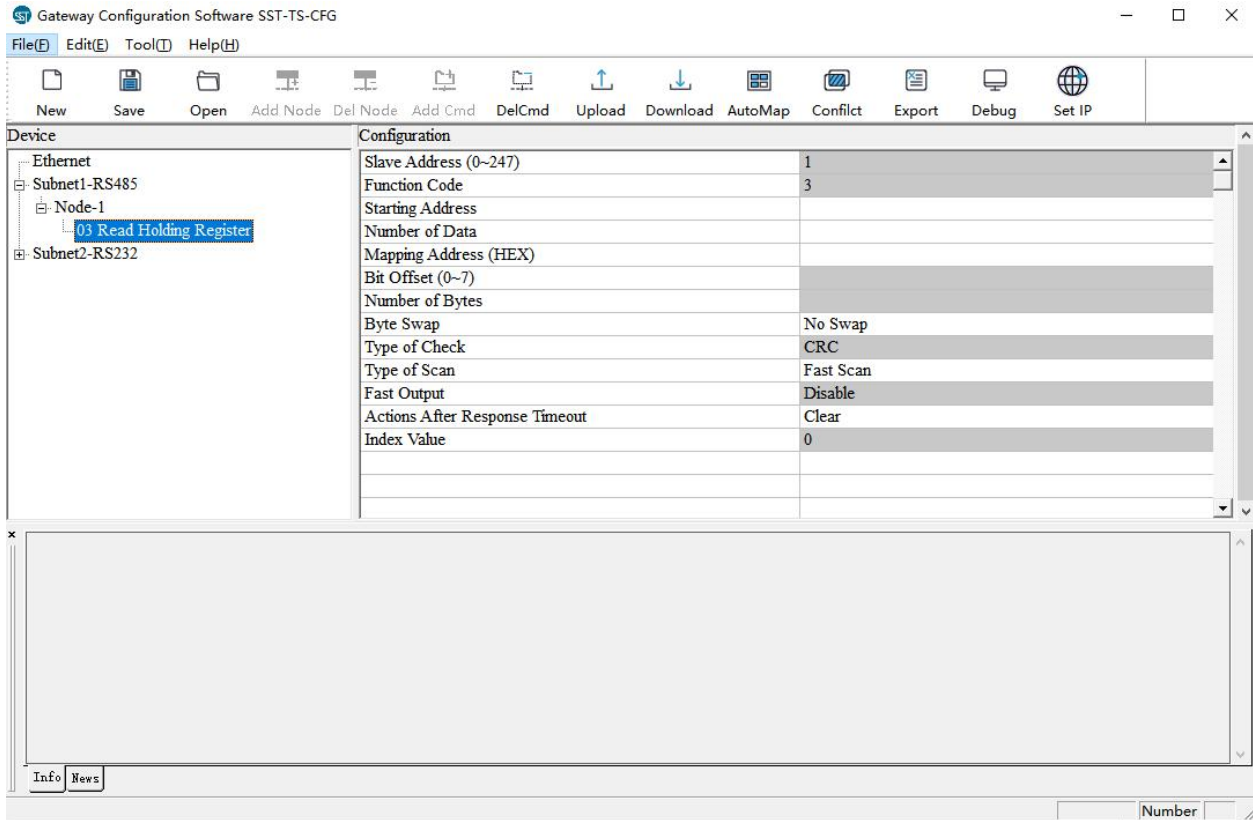 SST Gateway Configuration Software SST-TS-CFG
File(F) Edit(E) Tool(T) Help(H)
New Save Open Add Node Del Node Add Cmd DelCmd Upload Download AutoMap Conflict Export Debug Set IP
Device Configuration
Ethernet
Subnet1-RS485
Node-1
03 Read Holding Register
Subnet2-RS232
Slave Address (0~247) 1
Function Code 3
Starting Address
Number of Data
Mapping Address (HEX)
Bit Offset (0~7)
Number of Bytes
Byte Swap No Swap
Type of Check CRC
Type of Scan Fast Scan
Fast Output Disable
Actions After Response Timeout Clear
Index Value 0
Info News
Number